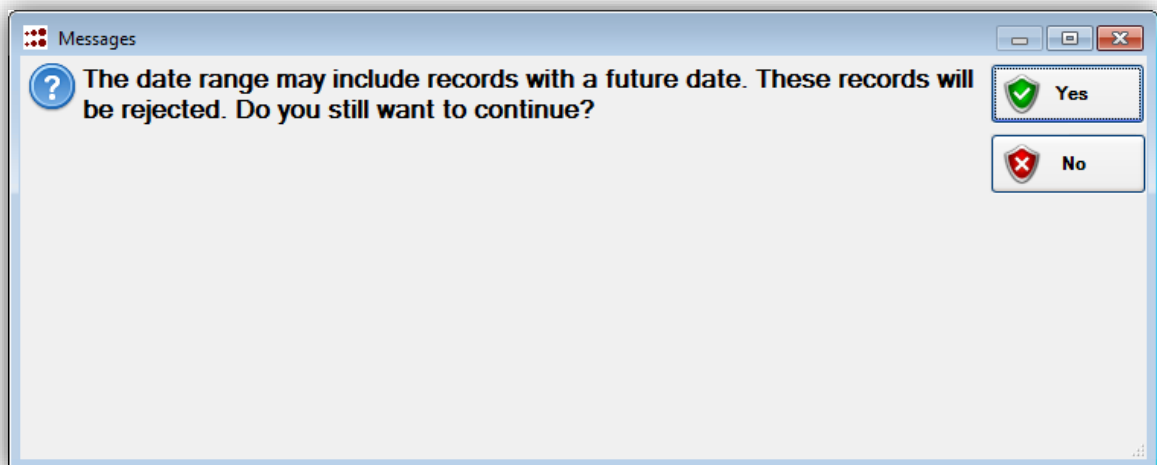 Messages
The date range may include records with a future date. These records will
be rejected. Do you still want to continue?
Yes
No